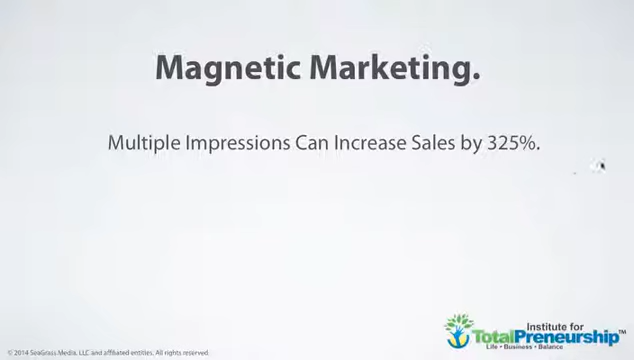 Magnetic Marketing.
Multiple Impressions Can Increase Sales by 325%.
Institute for
TotalPreneurship™
Life • Business • Balance
© 2014 SeaGrass Media, LLC and affiliated entities. All rights reserved.